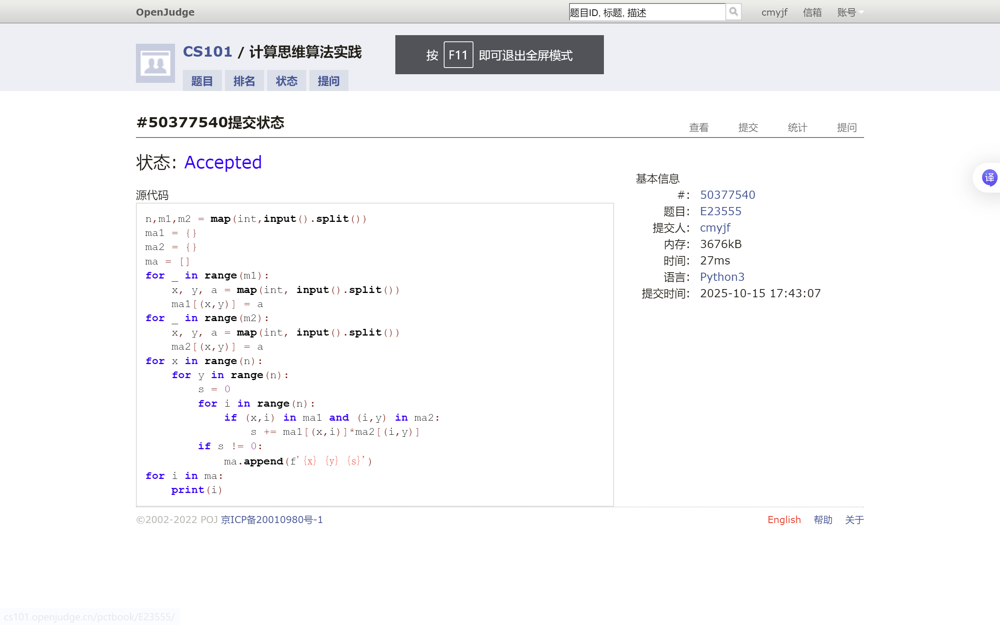 OpenJudge
题目ID, 标题, 描述
cmyjf 信箱 账号
CS101 / 计算思维算法实践
按 F11 即可退出全屏模式
题目 排名 状态 提问
#50377540提交状态
查看 提交 统计 提问
状态: Accepted
译
源代码
n,m1,m2 = map(int,input().split())
ma1 = {}
ma2 = {}
ma = []
for _ in range(m1):
    x, y, a = map(int, input().split())
    ma1[(x,y)] = a
for _ in range(m2):
    x, y, a = map(int, input().split())
    ma2[(x,y)] = a
for x in range(n):
    for y in range(n):
        s = 0
        for i in range(n):
            if (x,i) in ma1 and (i,y) in ma2:
                s += ma1[(x,i)]*ma2[(i,y)]
        if s != 0:
            ma.append(f'{x} {y} {s}')
for i in ma:
    print(i)
基本信息
#: 50377540
题目: E23555
提交人: cmyjf
内存: 3676kB
时间: 27ms
语言: Python3
提交时间: 2025-10-15 17:43:07
©2002-2022 POJ 京ICP备20010980号-1
English 帮助 关于
cs101.openjudge.cn/pctbook/E23555/